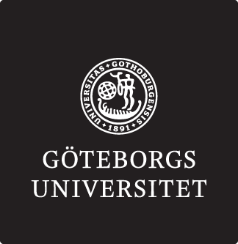 UNIVERSITAS · GOTHOBURGENSIS
· 1891 ·
GÖTEBORGS
UNIVERSITET